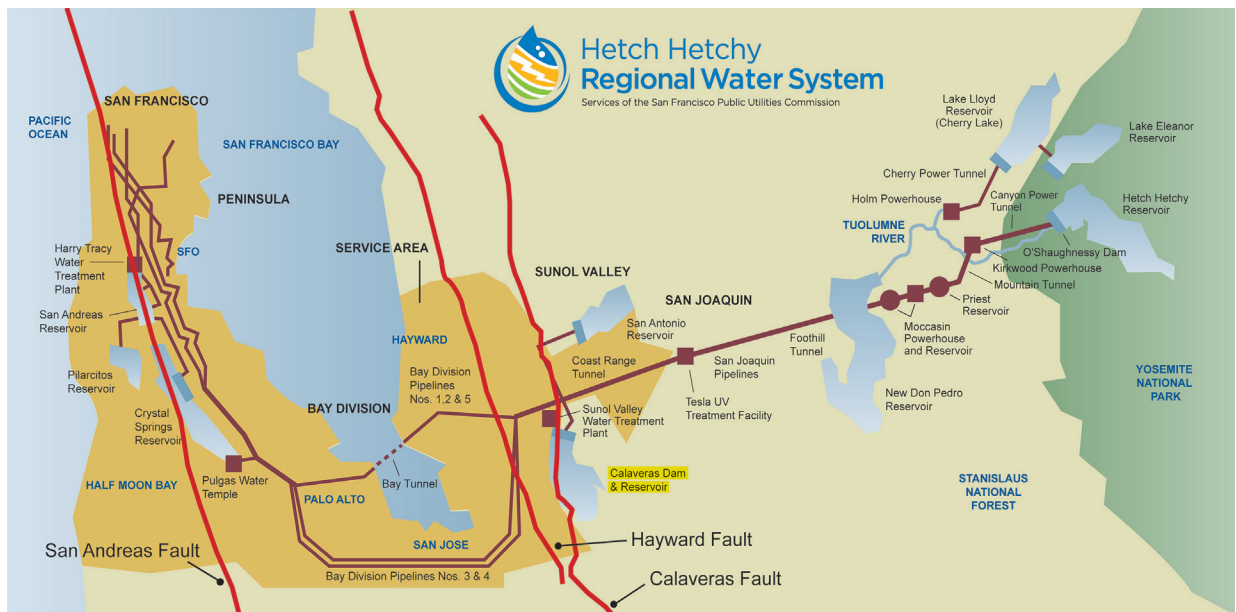 Hetch Hetchy
Regional Water System
Services of the San Francisco Public Utilities Commission
SAN FRANCISCO
PACIFIC
OCEAN
SAN FRANCISCO BAY
PENINSULA
SFO
Harry Tracy
Water
Treatment
Plant
San Andreas
Reservoir
Pilarcitos
Reservoir
Crystal
Springs
Reservoir
HALF MOON BAY
Pulgas Water
Temple
San Andreas Fault
SERVICE AREA
HAYWARD
Bay Division
Pipelines
Nos. 1,2 & 5
BAY DIVISION
Bay Tunnel
PALO ALTO
SAN JOSE
Bay Division Pipelines Nos. 3 & 4
SUNOL VALLEY
San Antonio
Reservoir
Coast Range
Tunnel
Sunol Valley
Water Treatment
Plant
Calaveras Dam
& Reservoir
Hayward Fault
Calaveras Fault
SAN JOAQUIN
San Joaquin
Pipelines
Tesla UV
Treatment Facility
Foothill
Tunnel
New Don Pedro
Reservoir
Moccasin
Powerhouse
and Reservoir
Priest
Reservoir
Mountain Tunnel
Kirkwood Powerhouse
O'Shaughnessy Dam
TUOLUMNE
RIVER
Holm Powerhouse
Cherry Power Tunnel
Canyon Power
Tunnel
Lake Lloyd
Reservoir
(Cherry Lake)
Lake Eleanor
Reservoir
Hetch Hetchy
Reservoir
YOSEMITE
NATIONAL
PARK
STANISLAUS
NATIONAL
FOREST